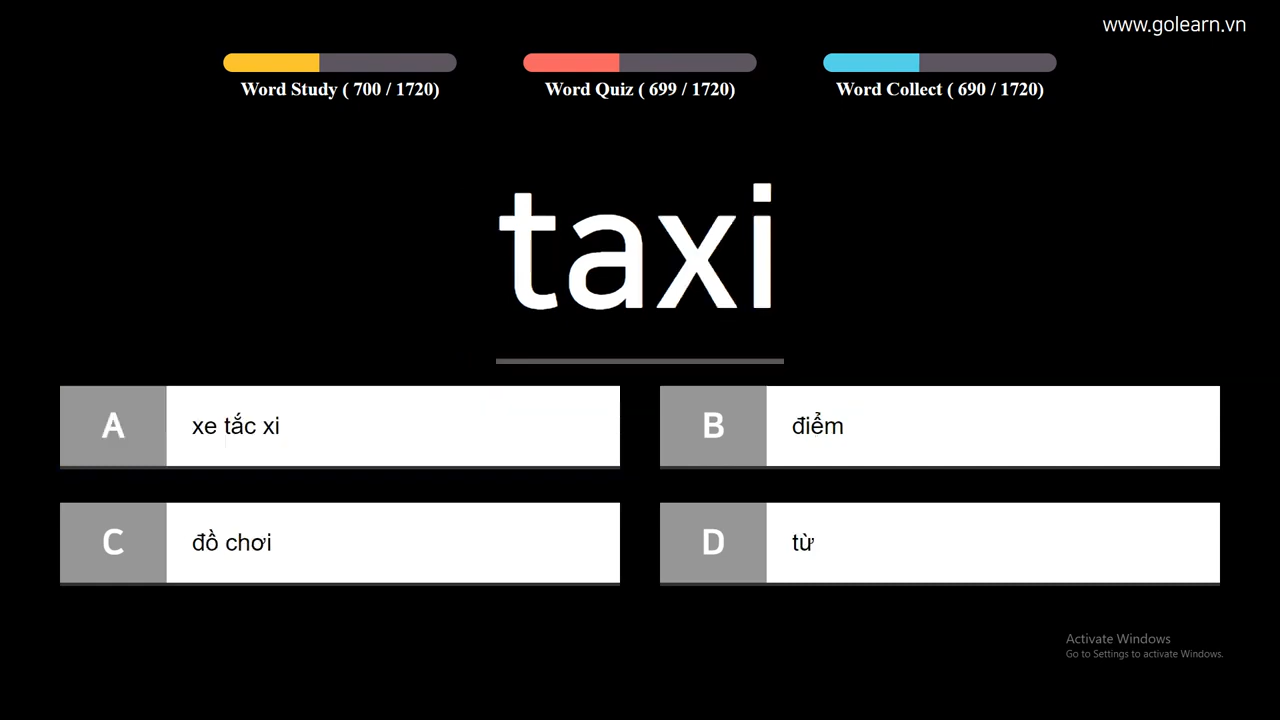 www.golearn.vn
Word Study ( 700 / 1720)
Word Quiz ( 699 / 1720)
Word Collect ( 690 / 1720)
taxi
A xe tắc xi
B điểm
C đồ chơi
D từ
Activate Windows
Go to Settings to activate Windows.